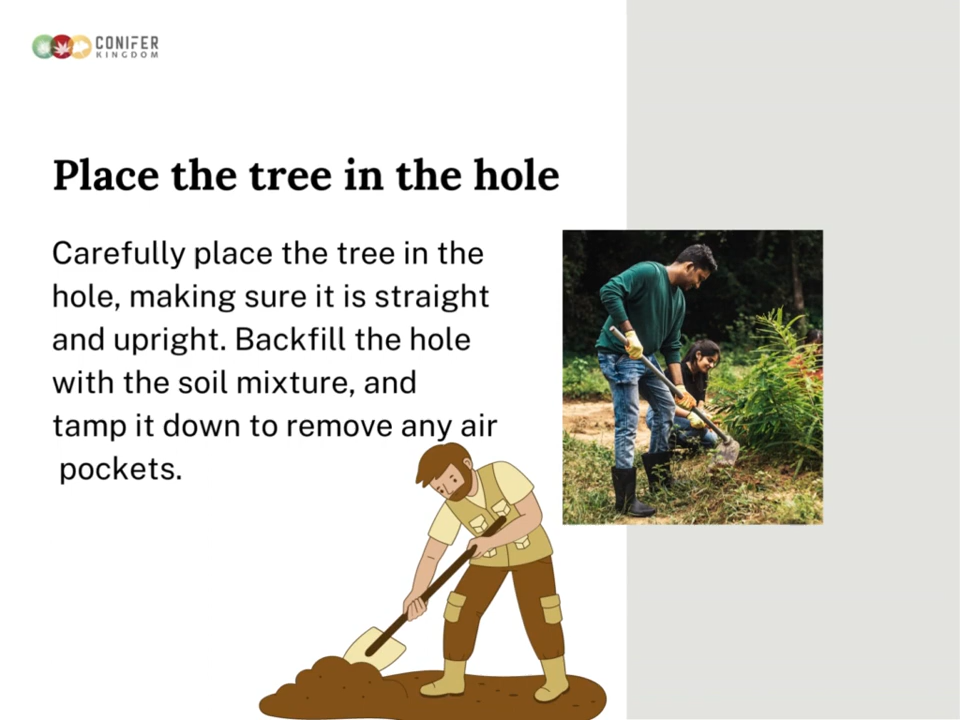 CONIFER
KINGDOM
Place the tree in the hole
Carefully place the tree in the
hole, making sure it is straight
and upright. Backfill the hole
with the soil mixture, and
tamp it down to remove any air
pockets.